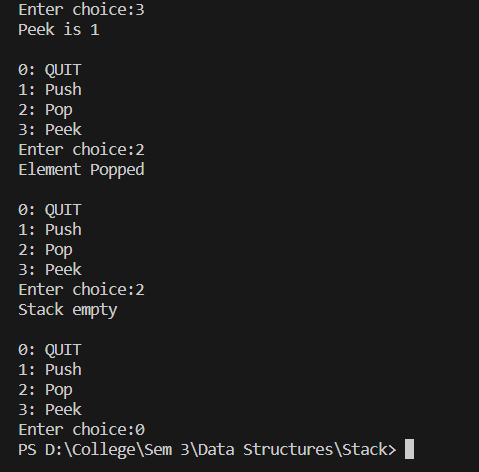 Enter choice:3
Peek is 1
0: QUIT
1: Push
2: Pop
3: Peek
Enter choice:2
Element Popped
0: QUIT
1: Push
2: Pop
3: Peek
Enter choice:2
Stack empty
0: QUIT
1: Push
2: Pop
3: Peek
Enter choice:0
PS D:\College\Sem 3\Data Structures\Stack>